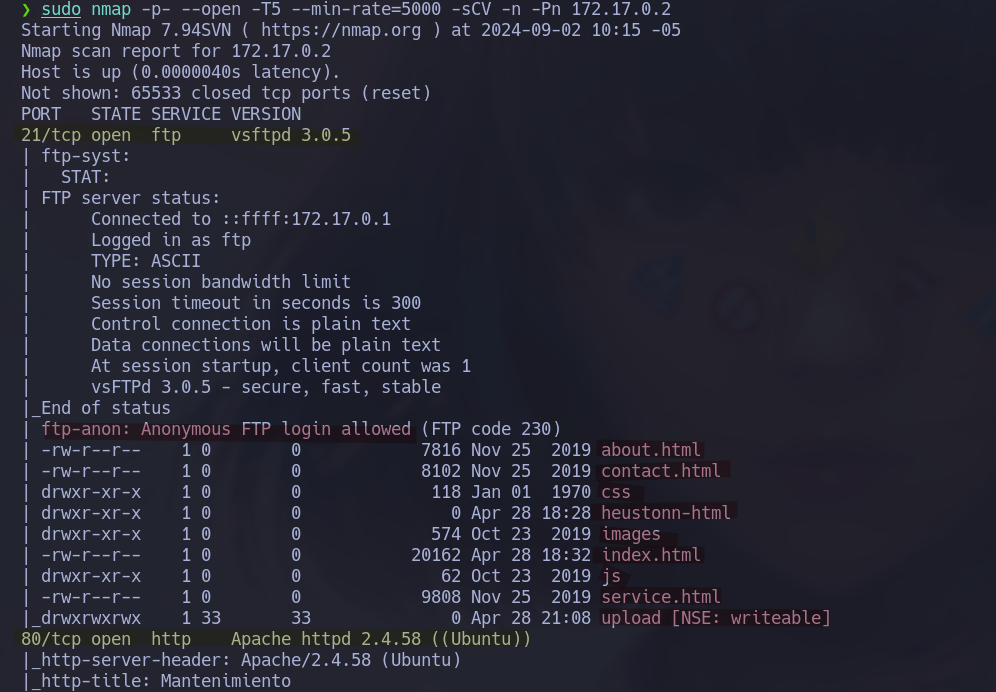 ❯ sudo nmap -p- --open -T5 --min-rate=5000 -sCV -n -Pn 172.17.0.2
Starting Nmap 7.94SVN ( https://nmap.org ) at 2024-09-02 10:15 -05
Nmap scan report for 172.17.0.2
Host is up (0.0000040s latency).
Not shown: 65533 closed tcp ports (reset)
PORT   STATE SERVICE VERSION
21/tcp open  ftp     vsftpd 3.0.5
| ftp-syst:
|   STAT:
| FTP server status:
|      Connected to ::ffff:172.17.0.1
|      Logged in as ftp
|      TYPE: ASCII
|      No session bandwidth limit
|      Session timeout in seconds is 300
|      Control connection is plain text
|      Data connections will be plain text
|      At session startup, client count was 1
|      vsFTPd 3.0.5 - secure, fast, stable
|_End of status
| ftp-anon: Anonymous FTP login allowed (FTP code 230)
| -rw-r--r--    1 0        0            7816 Nov 25  2019 about.html
| -rw-r--r--    1 0        0            8102 Nov 25  2019 contact.html
| drwxr-xr-x    1 0        0             118 Jan 01  1970 css
| drwxr-xr-x    1 0        0               0 Apr 28 18:28 heustonn-html
| drwxr-xr-x    1 0        0             574 Oct 23  2019 images
| -rw-r--r--    1 0        0           20162 Apr 28 18:32 index.html
| drwxr-xr-x    1 0        0              62 Oct 23  2019 js
| -rw-r--r--    1 0        0            9808 Nov 25  2019 service.html
|_drwxrwxrwx    1 33       33              0 Apr 28 21:08 upload [NSE: writeable]
80/tcp open  http    Apache httpd 2.4.58 ((Ubuntu))
|_http-server-header: Apache/2.4.58 (Ubuntu)
|_http-title: Mantenimiento